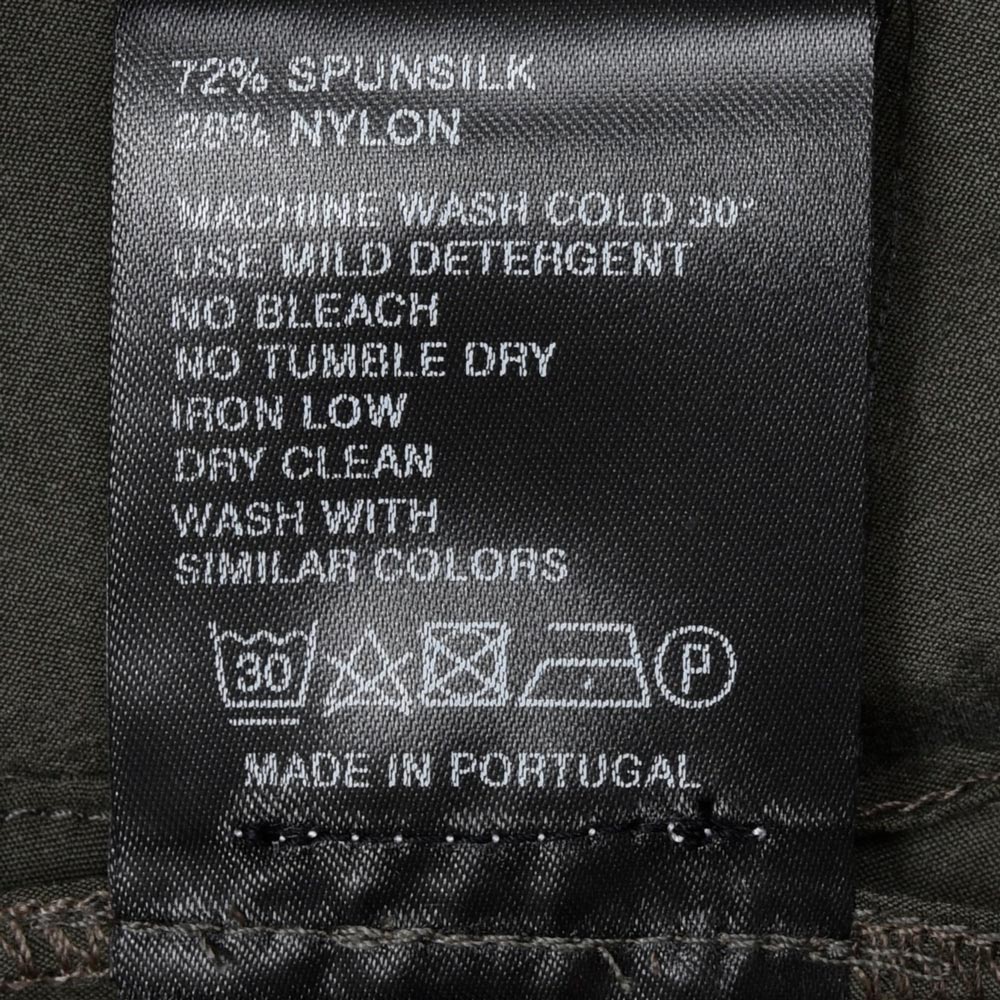 72% SPUNSILK
28% NYLON
MACHINE WASH COLD 30°
USE MILD DETERGENT
NO BLEACH
NO TUMBLE DRY
IRON LOW
DRY CLEAN
WASH WITH
SIMILAR COLORS
30 P
MADE IN PORTUGAL